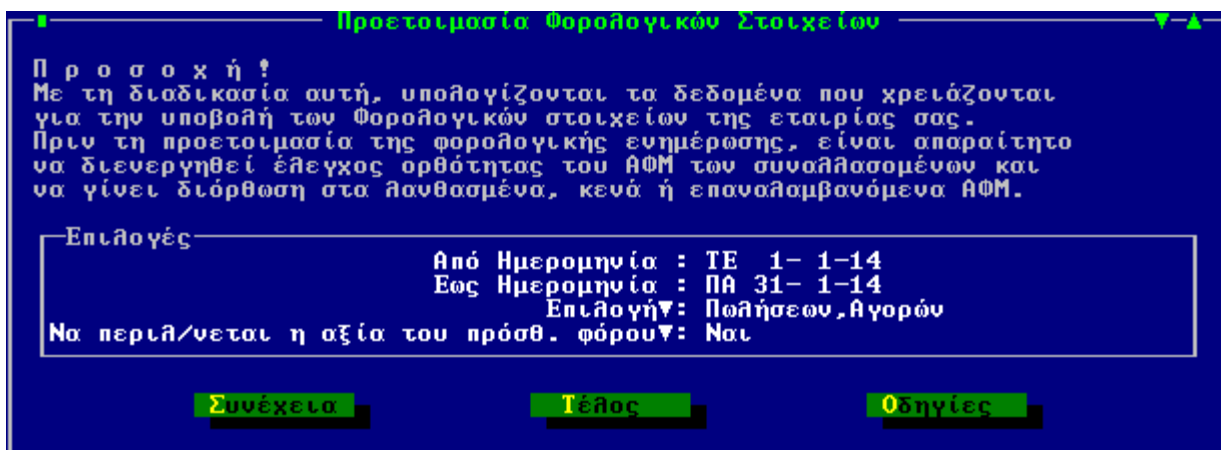 Προετοιμασία Φορολογικών Στοιχείων
Π ρ ο σ ο χ ή !
Με τη διαδικασία αυτή, υπολογίζονται τα δεδομένα που χρειάζονται
για την υποβολή των Φορολογικών στοιχείων της εταιρίας σας.
Πριν τη προετοιμασία της φορολογικής ενημέρωσης, είναι απαραίτητο
να διενεργηθεί έλεγχος ορθότητας του ΑΦΜ των συναλλασομένων και
να γίνει διόρθωση στα λανθασμένα, κενά ή επαναλαμβανόμενα ΑΦΜ.
Επιλογές
Από Ημερομηνία : ΤΕ 1- 1-14
Εως Ημερομηνία : ΠΑ 31- 1-14
Επιλογή▼: Πωλήσεων,Αγορών
Να περιλ/νεται η αξία του πρόσθ. φόρου▼: Ναι
Συνέχεια Τέλος Οδηγίες